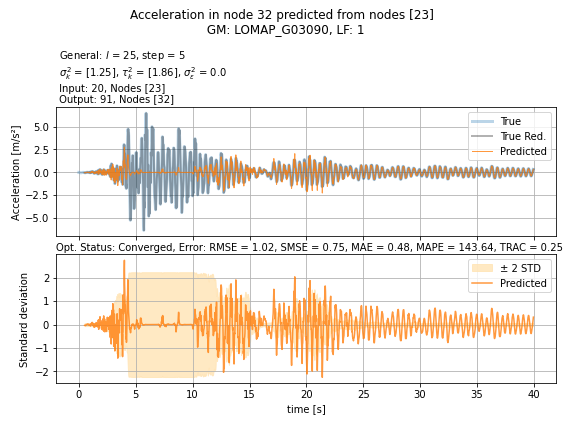 Acceleration in node 32 predicted from nodes [23]
GM: LOMAP_G03090, LF: 1
General: l = 25, step = 5
σ²ₖ = [1.25], τ²ₖ = [1.86], σ²ε = 0.0
Input: 20, Nodes [23]
Output: 91, Nodes [32]
Acceleration [m/s²]
5.0
2.5
0.0
−2.5
−5.0
True
True Red.
Predicted
Opt. Status: Converged, Error: RMSE = 1.02, SMSE = 0.75, MAE = 0.48, MAPE = 143.64, TRAC = 0.25
Standard deviation
2
1
0
−1
−2
± 2 STD
Predicted
0
5
10
15
20
25
30
35
40
time [s]